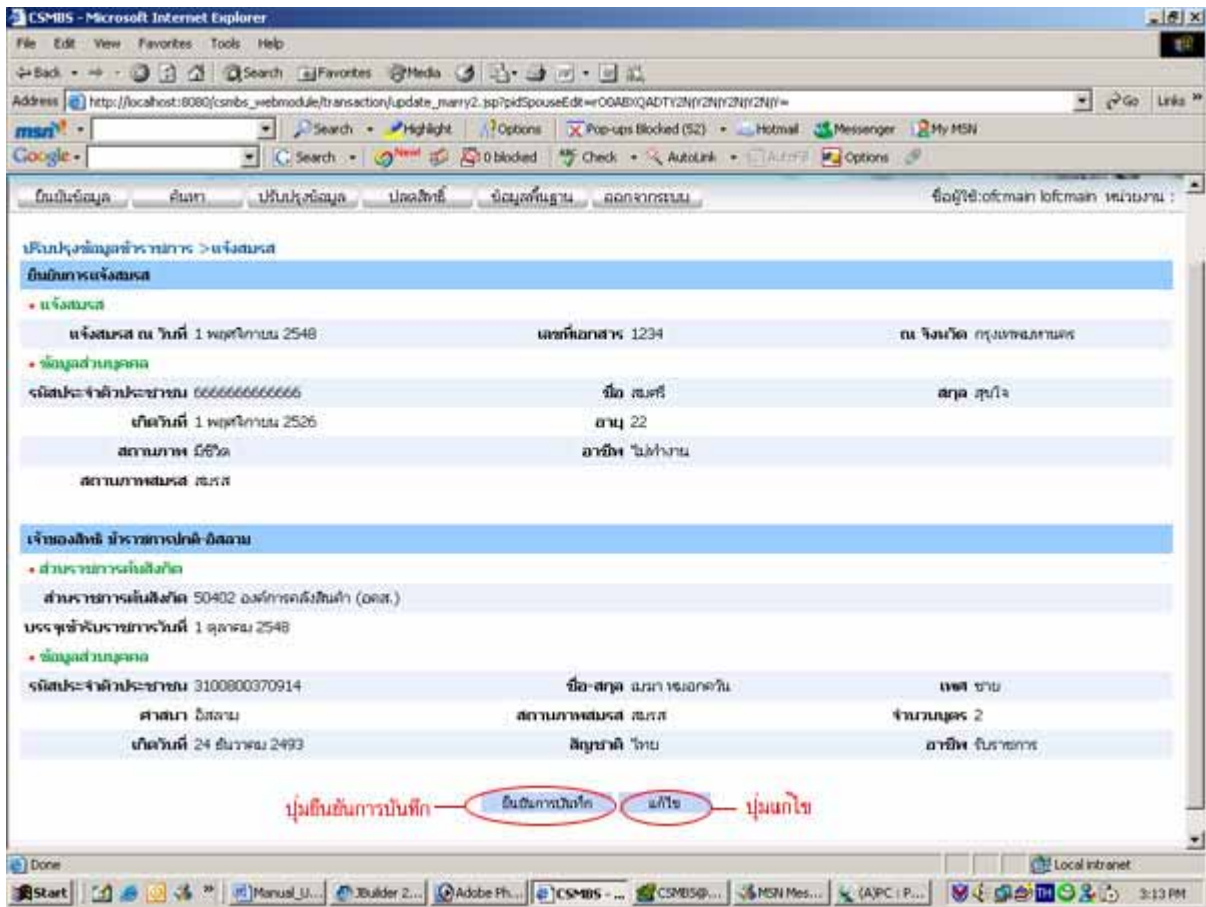 CSMBS - Microsoft Internet Explorer
File Edit View Favorites Tools Help
Back Search Favorites Media
Address http://localhost:8080/csmbs_webmodule/transaction/update_marry2.jsp?pidSpouseEdt=rO0ABXQADTY2NjY2NjY2NjY2NjY= Go Links »
msn Search Highlight Options Pop-ups Blocked (52) Hotmail Messenger My MSN
Google Search New! 0 blocked Check AutoLink AutoFill Options
ยืนยันข้อมูล ค้นหา ปรับปรุงข้อมูล ปลดสิทธิ์ ข้อมูลพื้นฐาน ออกจากระบบ ชื่อผู้ใช้:ofcmain lofcmain หน่วยงาน :
ปรับปรุงข้อมูลข้าราชการ >แจ้งสมรส
ยืนยันการแจ้งสมรส
• แจ้งสมรส
แจ้งสมรส ณ วันที่ 1 พฤศจิกายน 2548 เลขที่เอกสาร 1234 ณ จังหวัด กรุงเทพมหานคร
• ข้อมูลส่วนบุคคล
รหัสประจำตัวประชาชน 6666666666666 ชื่อ สมศรี สกุล สุขใจ
เกิดวันที่ 1 พฤศจิกายน 2526 อายุ 22
สถานภาพ มีชีวิต อาชีพ ไม่ทำงาน
สถานภาพสมรส สมรส
เจ้าของสิทธิ ข้าราชการปกติ-อิสลาม
• ส่วนราชการต้นสังกัด
ส่วนราชการต้นสังกัด 50402 องค์การคลังสินค้า (อคส.)
บรรจุเข้ารับราชการวันที่ 1 ตุลาคม 2548
• ข้อมูลส่วนบุคคล
รหัสประจำตัวประชาชน 3100800370914 ชื่อ-สกุล หมอกควัน เพศ ชาย
ศาสนา อิสลาม สถานภาพสมรส สมรส จำนวนบุตร 2
เกิดวันที่ 24 ธันวาคม 2493 สัญชาติ ไทย อาชีพ รับราชการ
ปุ่มยืนยันการบันทึก ยืนยันการบันทึก แก้ไข ปุ่มแก้ไข
Done Local intranet
Start » Manual_U... JBuilder 2... Adobe Ph... CSMBS - ... CSMBS@... MSN Mes... (A)PC : P... TH 3:13 PM